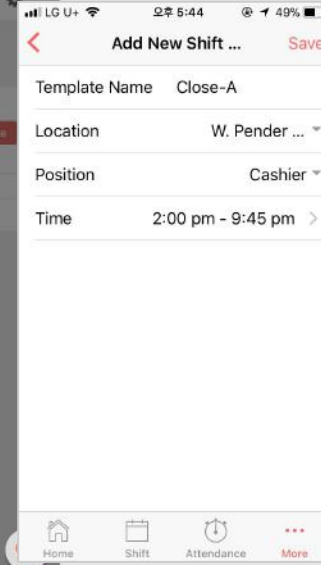 LG U+ 오후 5:44 49%
Add New Shift ... Save
Template Name Close-A
Location W. Pender ...
Position Cashier
Time 2:00 pm - 9:45 pm
Home Shift Attendance More